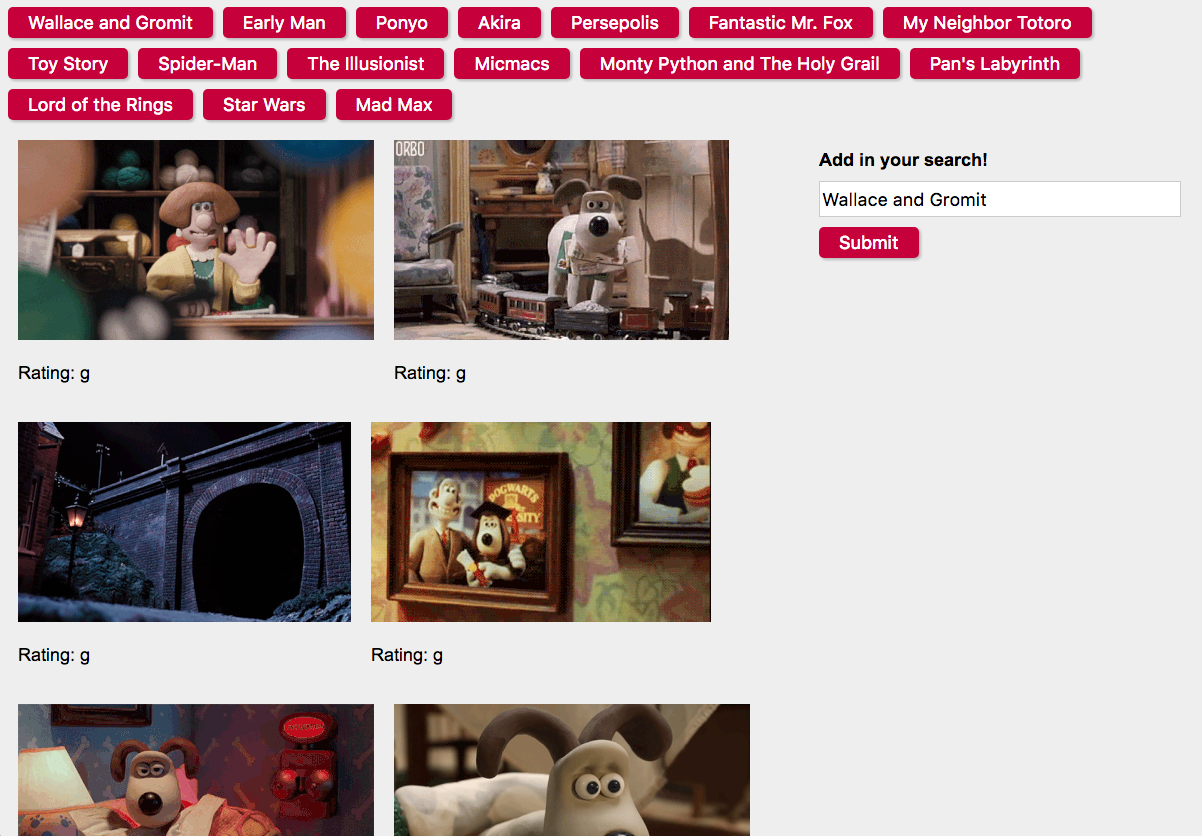 Wallace and Gromit Early Man Ponyo Akira Persepolis Fantastic Mr. Fox My Neighbor Totoro
Toy Story Spider-Man The Illusionist Micmacs Monty Python and The Holy Grail Pan's Labyrinth
Lord of the Rings Star Wars Mad Max
ORBO
Add in your search!
Wallace and Gromit
Submit
Rating: g
Rating: g
DOGWARTS
Rating: g
Rating: g